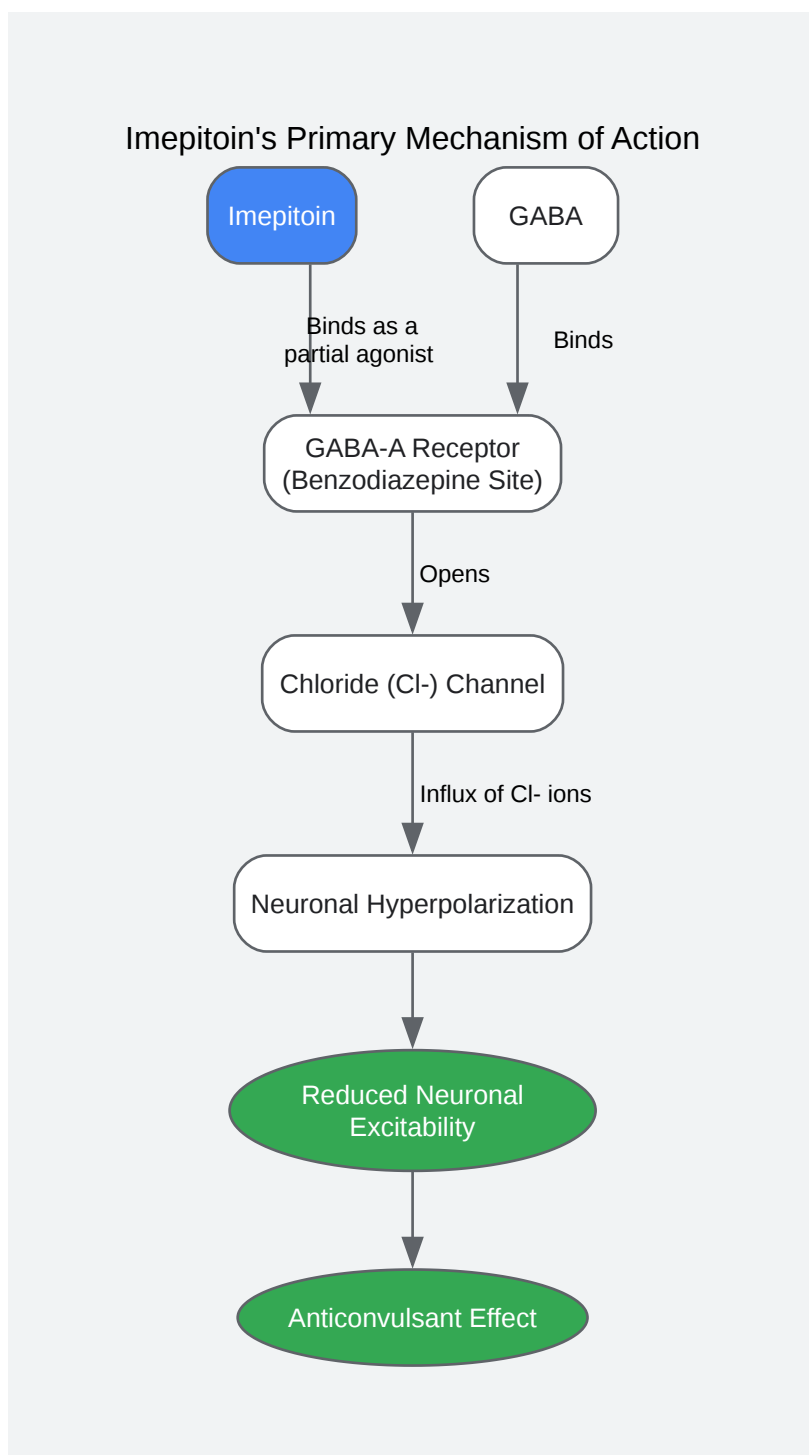 Imepitoin's Primary Mechanism of Action
Imepitoin
GABA
Binds as a
partial agonist
Binds
GABA-A Receptor
(Benzodiazepine Site)
Opens
Chloride (Cl-) Channel
Influx of Cl- ions
Neuronal Hyperpolarization
Reduced Neuronal
Excitability
Anticonvulsant Effect